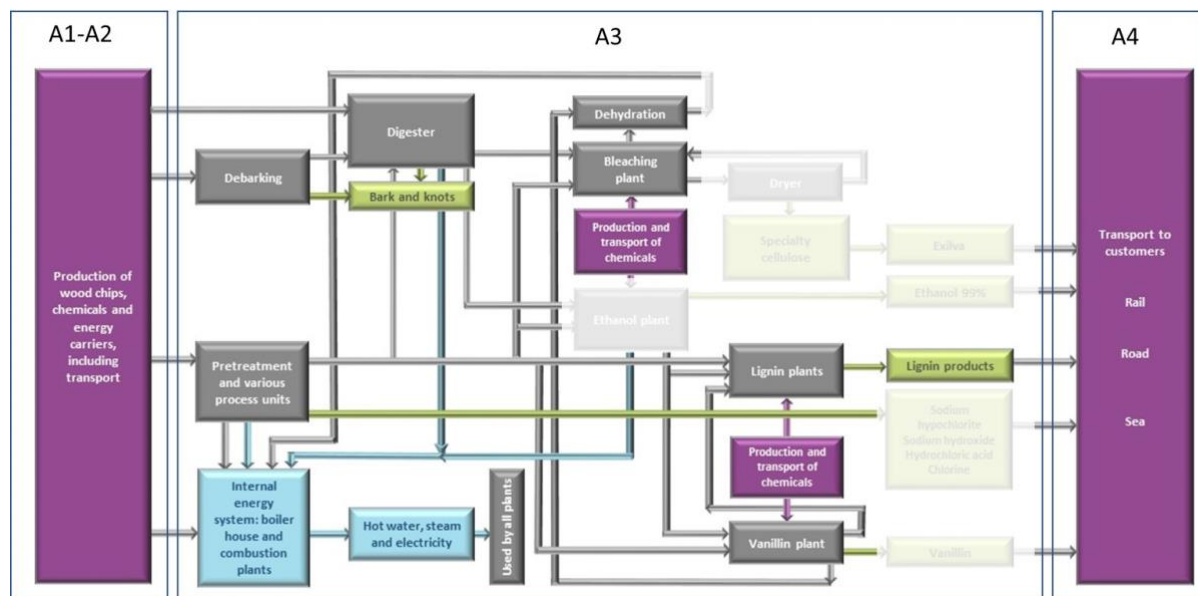 A1-A2
A3
A4
Production of
wood chips,
chemicals and
energy
carriers,
including
transport
Debarking
Digester
Bark and knots
Dehydration
Bleaching
plant
Dryer
Production and
transport of
chemicals
Specialty
cellulose
Exilva
Ethanol plant
Ethanol 99%
Pretreatment
and various
process units
Lignin plants
Lignin products
Sodium
hypochlorite
Sodium hydroxide
Hydrochloric acid
Chlorine
Production and
transport of
chemicals
Internal
energy
system: boiler
house and
combustion
plants
Hot water, steam
and electricity
Used by all plants
Vanillin plant
Vanillin
Transport to
customers
Rail
Road
Sea